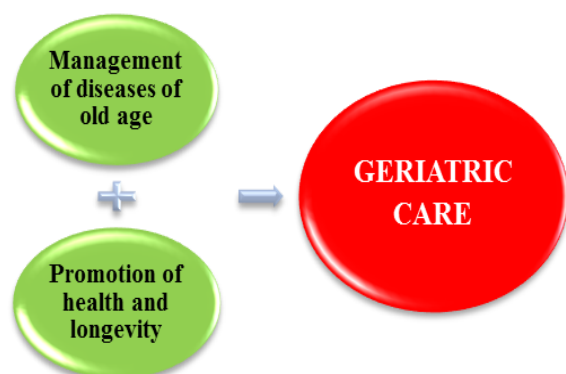 Management
of diseases of
old age
Promotion of
health and
longevity
GERIATRIC
CARE